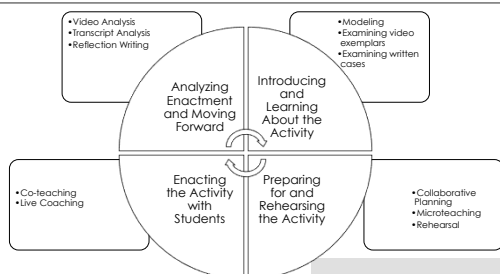 •Video Analysis
•Transcript Analysis
•Reflection Writing
•Modeling
•Examining video
exemplars
•Examining written
cases
Analyzing
Enactment
and Moving
Forward
Introducing
and
Learning
About the
Activity
Enacting
the Activity
with
Students
Preparing
for and
Rehearsing
the Activity
•Co-teaching
•Live Coaching
•Collaborative
Planning
•Microteaching
•Rehearsal